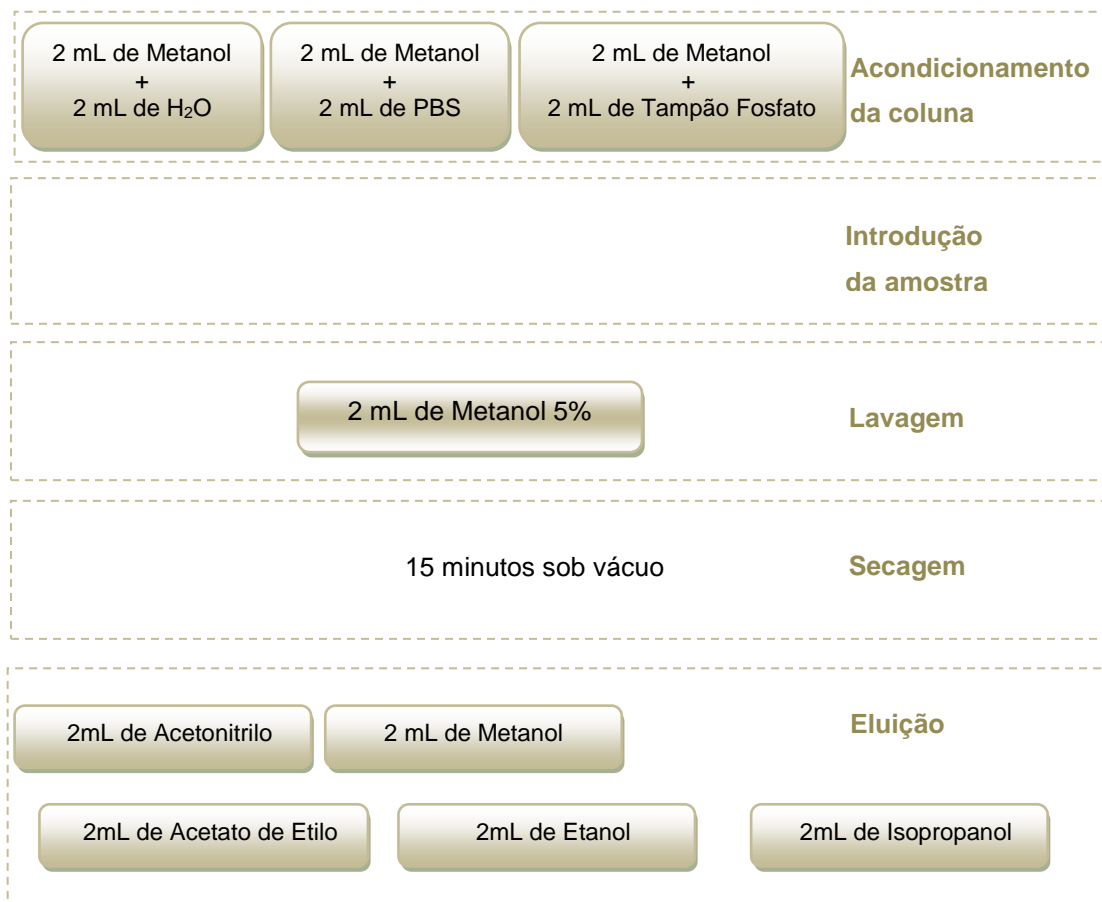 2 mL de Metanol
+
2 mL de H₂O
2 mL de Metanol
+
2 mL de PBS
2 mL de Metanol
+
2 mL de Tampão Fosfato
Acondicionamento
da coluna
Introdução
da amostra
2 mL de Metanol 5%
Lavagem
15 minutos sob vácuo
Secagem
2mL de Acetonitrilo
2 mL de Metanol
Eluição
2mL de Acetato de Etilo
2mL de Etanol
2mL de Isopropanol